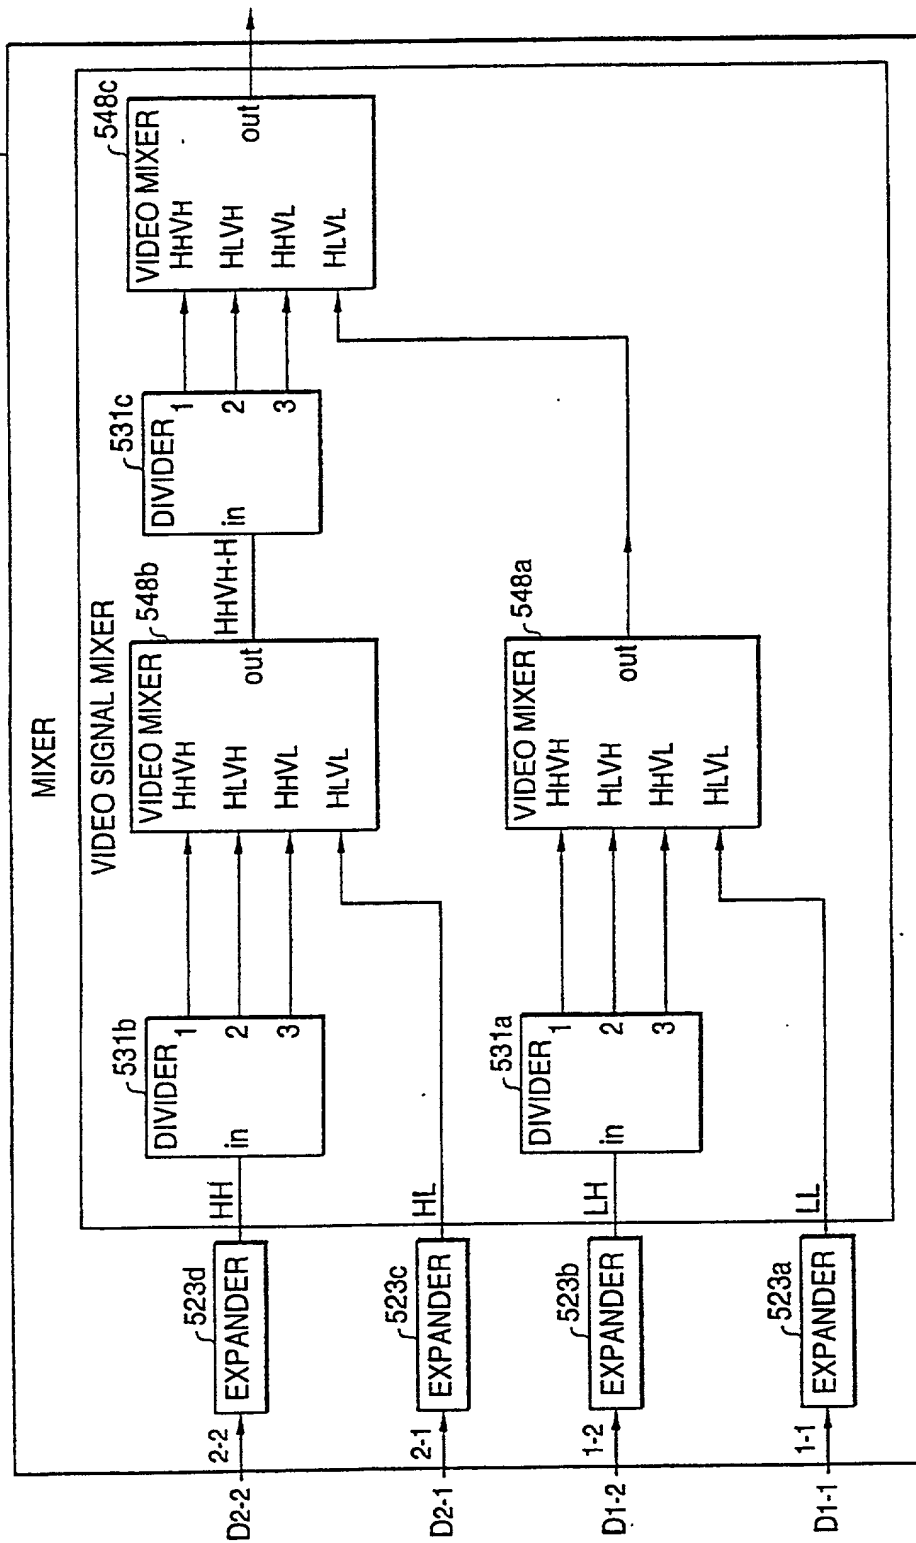 MIXER
VIDEO SIGNAL MIXER
D2-2
2-2
523d
EXPANDER
HH
531b
DIVIDER
in
1
2
3
548b
VIDEO MIXER
HHVH
HLVH
HHVL
HLVL
out
HHVH-H
531c
DIVIDER
in
1
2
3
548c
VIDEO MIXER
HHVH
HLVH
HHVL
HLVL
out
D2-1
2-1
523c
EXPANDER
HL
D1-2
1-2
523b
EXPANDER
LH
531a
DIVIDER
in
1
2
3
548a
VIDEO MIXER
HHVH
HLVH
HHVL
HLVL
out
D1-1
1-1
523a
EXPANDER
LL